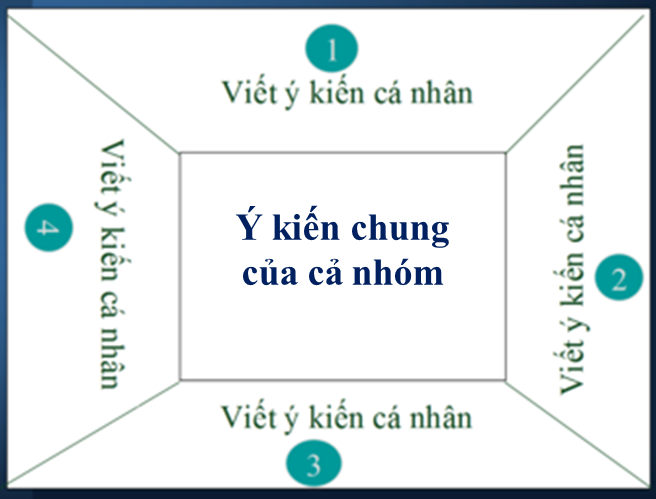 1
Viết ý kiến cá nhân
Viết ý kiến cá nhân
2
Ý kiến chung
của cả nhóm
Viết ý kiến cá nhân
3
4
Viết ý kiến cá nhân